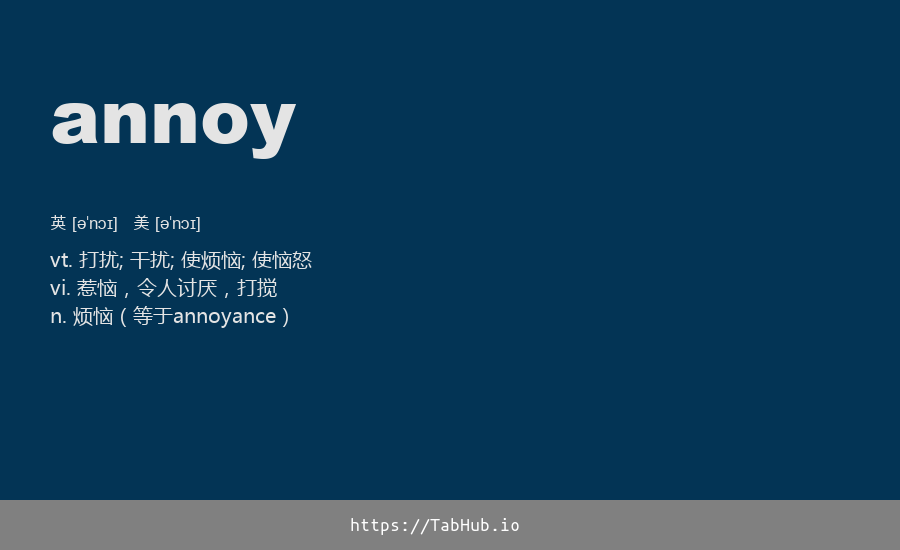 annoy
英 [ə'nɔɪ] 美 [ə'nɔɪ]
vt. 打扰; 干扰; 使烦恼; 使恼怒
vi. 惹恼，令人讨厌，打搅
n. 烦恼（等于annoyance）
https://TabHub.io